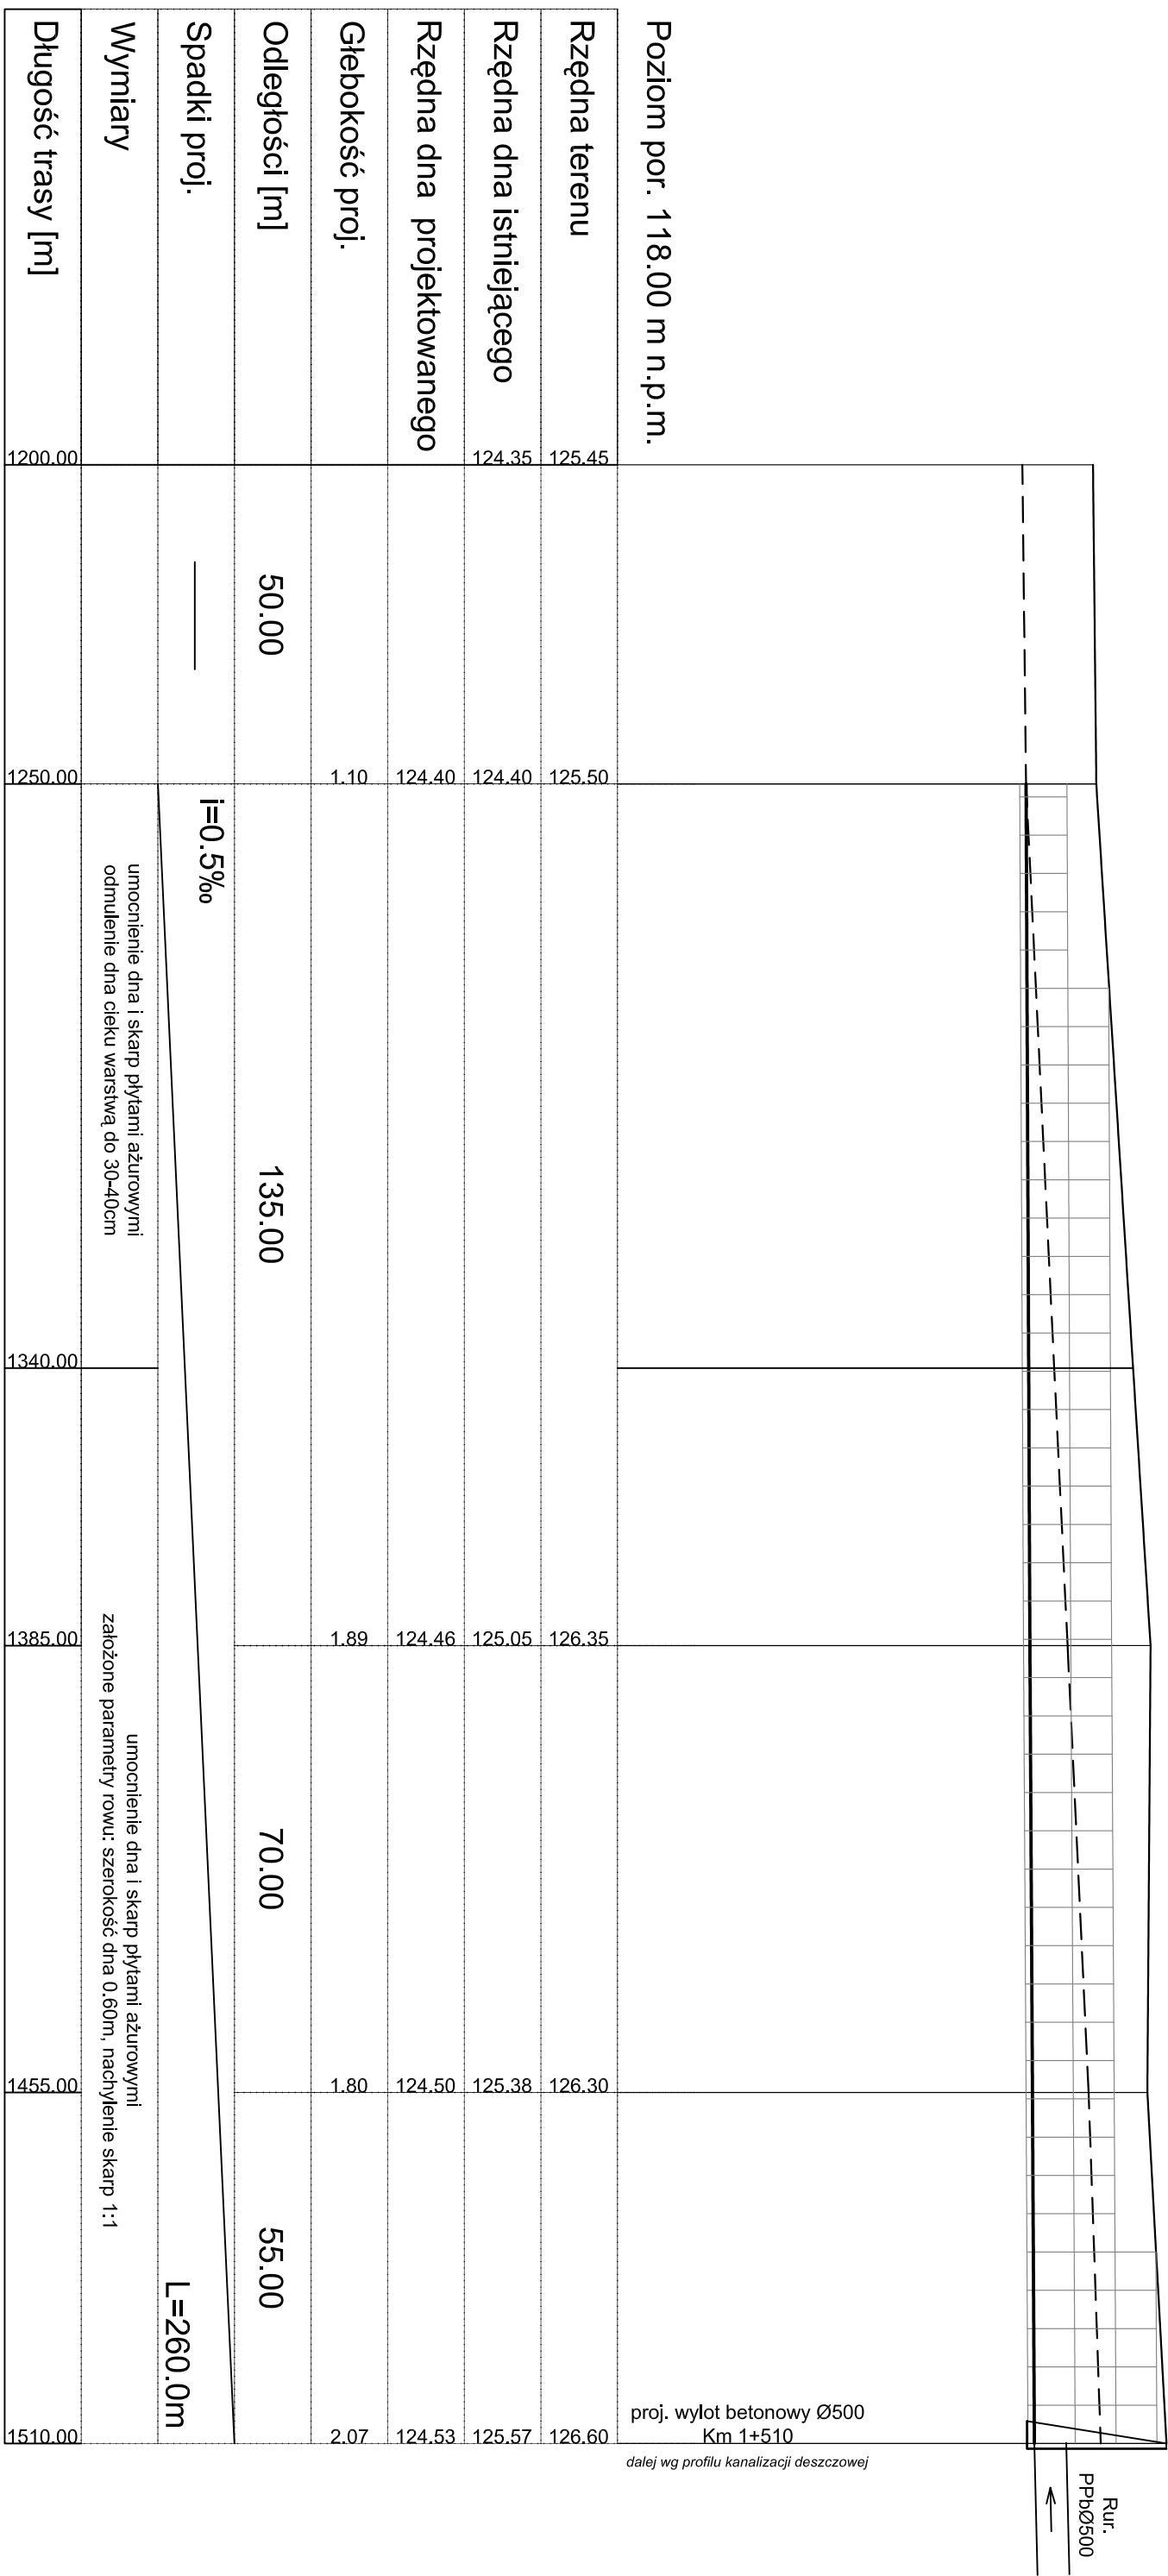 Poziom por. 118.00 m n.p.m.
Rzędna terenu
125.45
125.50
126.35
126.30
126.60
Rzędna dna istniejącego
124.35
124.40
125.05
125.38
125.57
Rzędna dna projektowanego
124.40
124.46
124.50
124.53
Głebokość proj.
1.10
1.89
1.80
2.07
Odległości [m]
50.00
135.00
70.00
55.00
Spadki proj.
i=0.5‰
L=260.0m
Wymiary
umocnienie dna i skarp płytami ażurowymi
odmulenie dna cieku warstwą do 30-40cm
umocnienie dna i skarp płytami ażurowymi
założone parametry rowu: szerokość dna 0.60m, nachylenie skarp 1:1
Długość trasy [m]
1200.00
1250.00
1340.00
1385.00
1455.00
1510.00
proj. wylot betonowy Ø500
Km 1+510
dalej wg profilu kanalizacji deszczowej
Rur.
PPbØ500